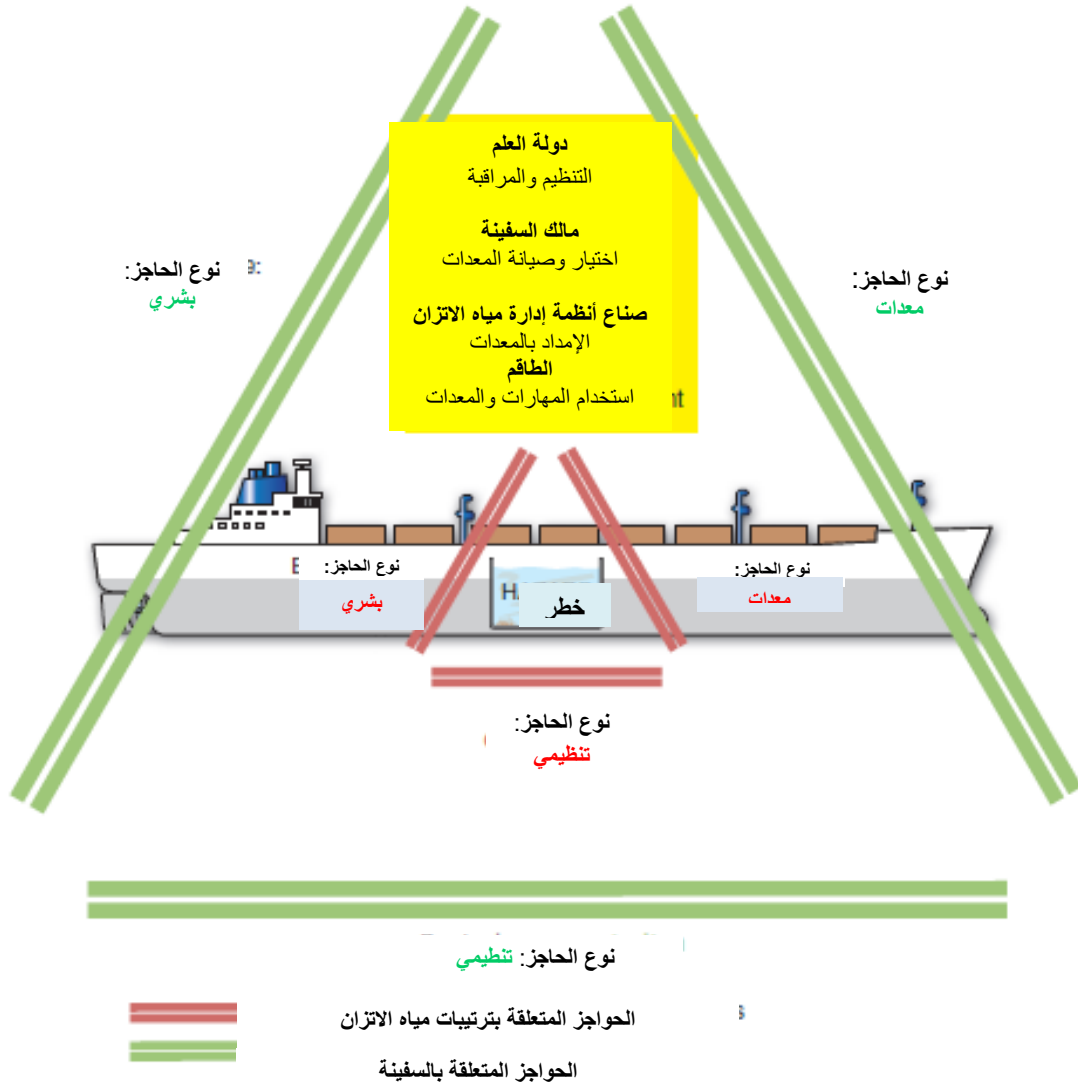 دولة العلم
التنظيم والمراقبة
مالك السفينة
اختيار وصيانة المعدات
صناع أنظمة إدارة مياه الاتزان
الإمداد بالمعدات
الطاقم
استخدام المهارات والمعدات
nt
نوع الحاجز:
بشري
e:
نوع الحاجز:
معدات
E
نوع الحاجز:
بشري
H
خطر
نوع الحاجز:
معدات
نوع الحاجز:
تنظيمي
نوع الحاجز: تنطيمي
الحواجز المتعلقة بترتيبات مياه الاتزان
s
الحواجز المتعلقة بالسفينة